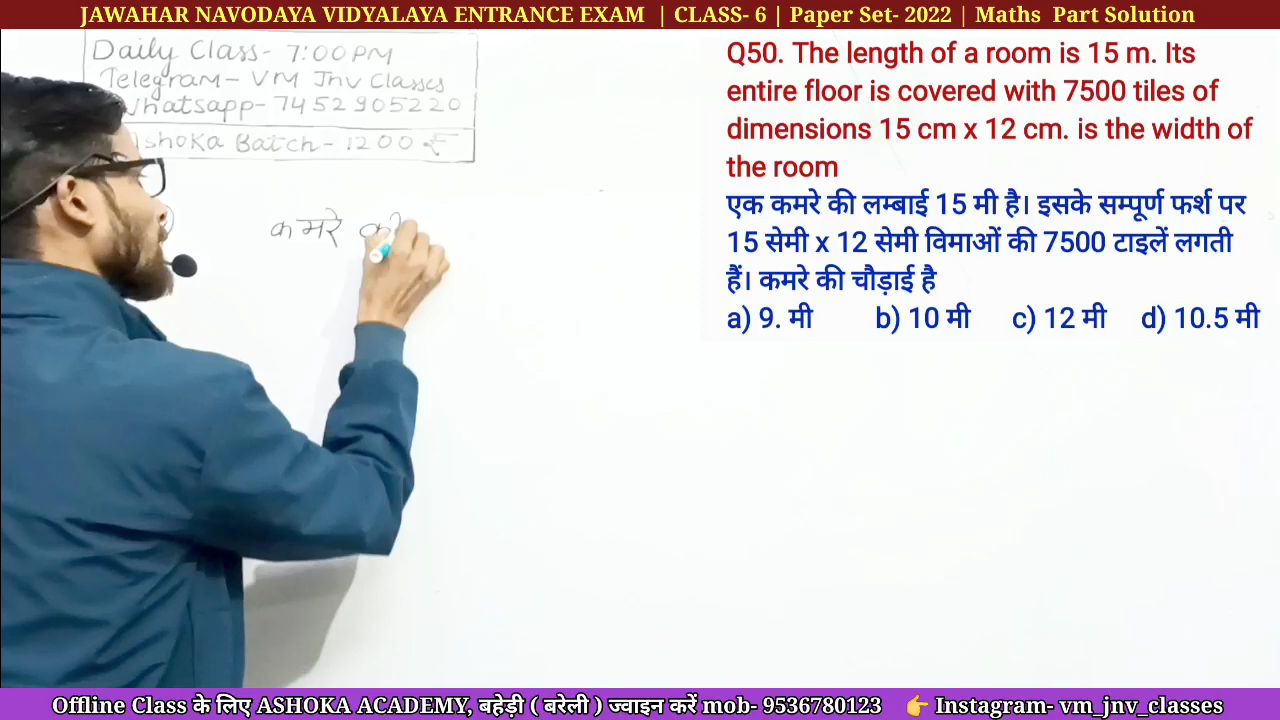 JAWAHAR NAVODAYA VIDYALAYA ENTRANCE EXAM | CLASS- 6 | Paper Set- 2022 | Maths Part Solution
Daily Class- 7:00PM
Telegram- VM Jnv Classes
Whatsapp- 7452905220
shoka Batch- 1200 ₹
कमरे की
Q50. The length of a room is 15 m. Its
entire floor is covered with 7500 tiles of
dimensions 15 cm x 12 cm. is the width of
the room
एक कमरे की लम्बाई 15 मी है। इसके सम्पूर्ण फर्श पर
15 सेमी x 12 सेमी विमाओं की 7500 टाइलें लगती
हैं। कमरे की चौड़ाई है
a) 9. मी b) 10 मी c) 12 मी d) 10.5 मी
Offline Class के लिए ASHOKA ACADEMY, बहेड़ी ( बरेली ) ज्वाइन करें mob- 9536780123 👉 Instagram- vm_jnv_classes